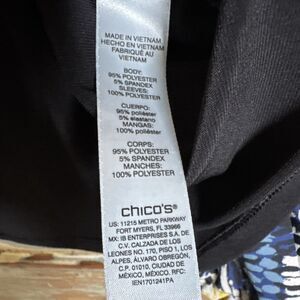 MADE IN VIETNAM
HECHO EN VIETNAM
FABRIQUÉ AU
VIETNAM
BODY:
95% POLYESTER
5% SPANDEX
SLEEVES:
100% POLYESTER
CUERPO:
95% poliéster
5% elastano
MANGAS:
100% poliéster
CORPS:
95% POLYESTER
5% SPANDEX
MANCHES:
100% POLYESTER
chico's
US: 11215 METRO PARKWAY
FORT MYERS, FL 33966
MX: IB ENTERPRISES S.A. DE
C.V. CALZADA DE LOS
LEONES NO. 170, PISO 1, LOS
ALPES, ÁLVARO OBREGÓN,
C.P. 01010, CIUDAD DE
MÉXICO, MÉXICO, RFC:
IEN1701241PA